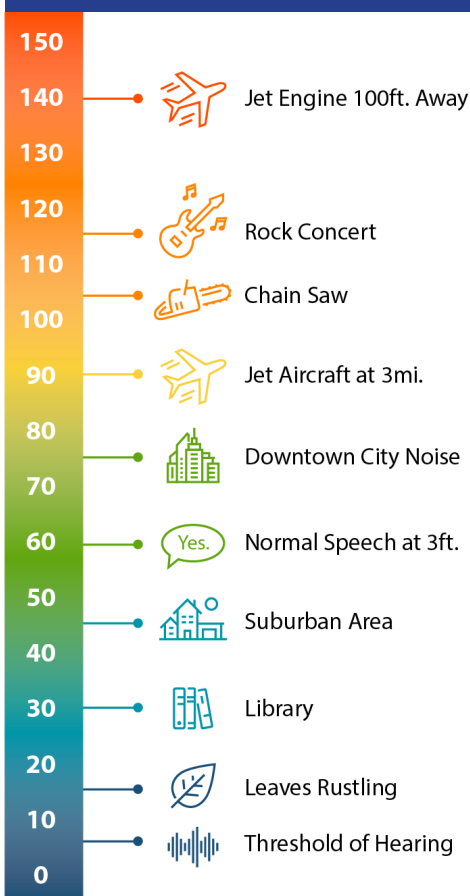 150
140
Jet Engine 100ft. Away
130
120
Rock Concert
110
Chain Saw
100
90
Jet Aircraft at 3mi.
80
Downtown City Noise
70
60
Yes.
Normal Speech at 3ft.
50
Suburban Area
40
30
Library
20
Leaves Rustling
10
Threshold of Hearing
0